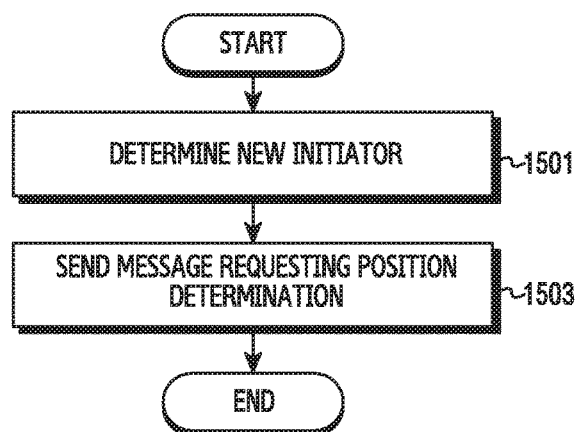 START
DETERMINE NEW INITIATOR
1501
SEND MESSAGE REQUESTING POSITION
DETERMINATION
1503
END